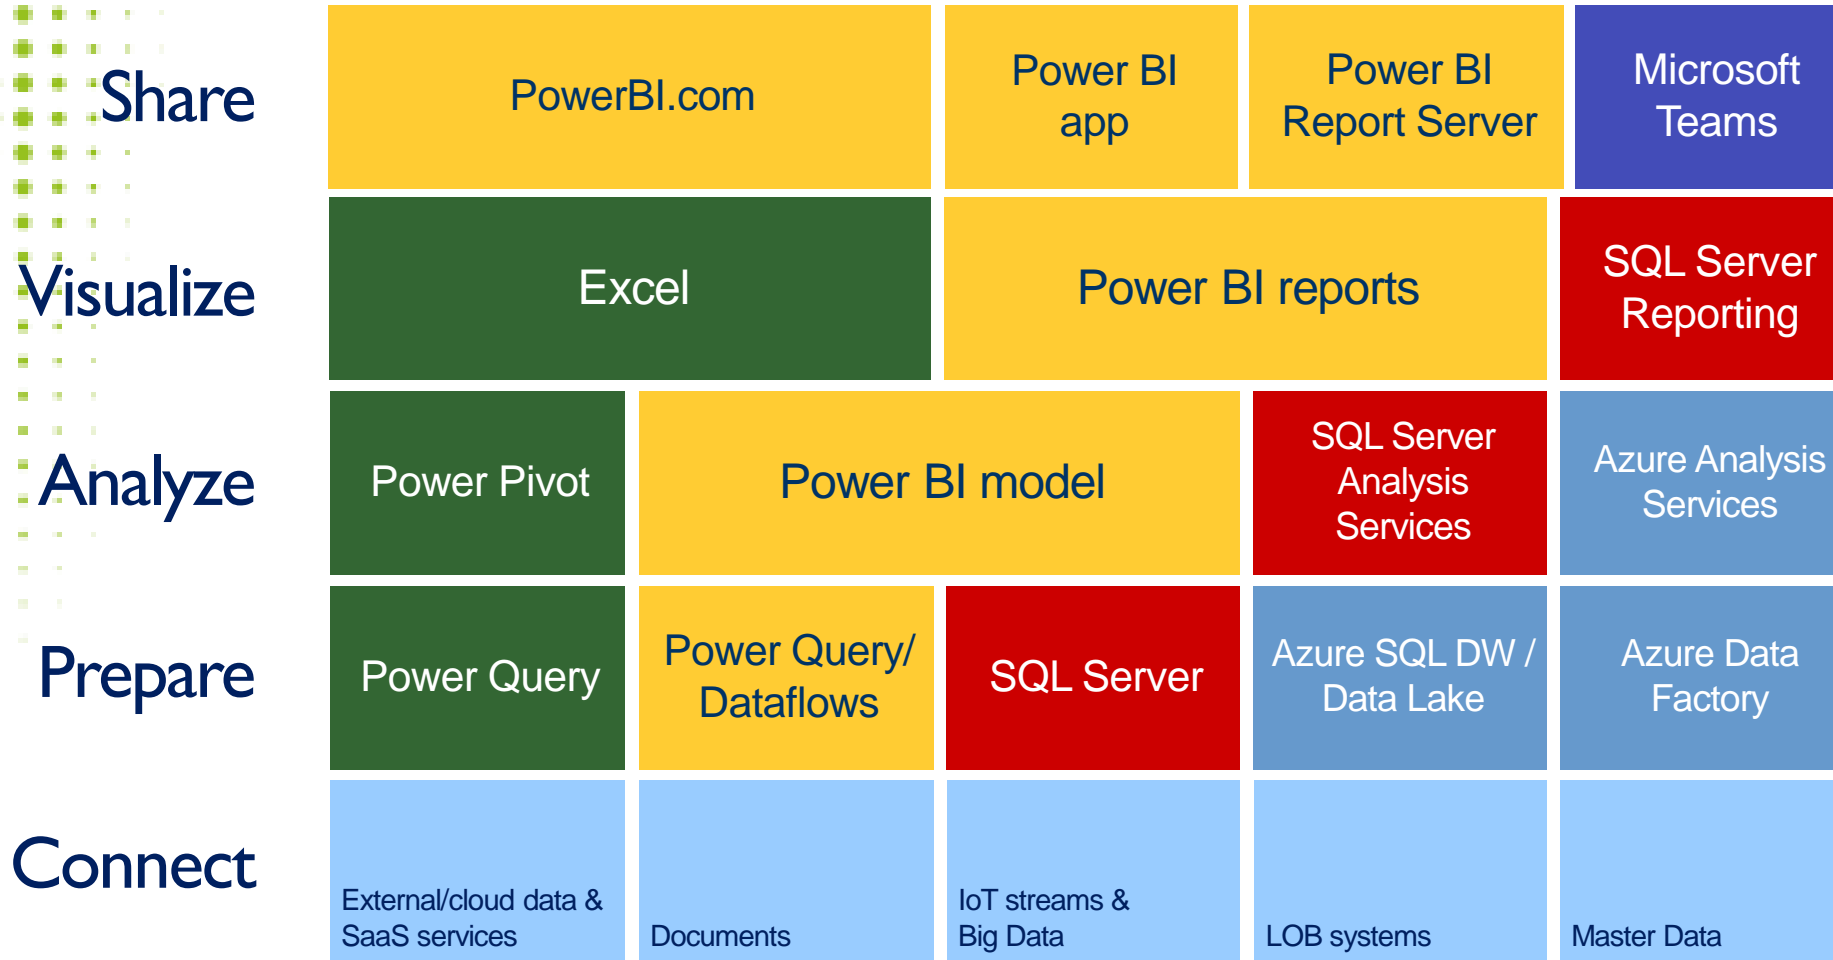 Share
PowerBI.com
Power BI
app
Power BI
Report Server
Microsoft
Teams
Visualize
Excel
Power BI reports
SQL Server
Reporting
Analyze
Power Pivot
Power BI model
SQL Server
Analysis
Services
Azure Analysis
Services
Prepare
Power Query
Power Query/
Dataflows
SQL Server
Azure SQL DW /
Data Lake
Azure Data
Factory
Connect
External/cloud data &
SaaS services
Documents
IoT streams &
Big Data
LOB systems
Master Data